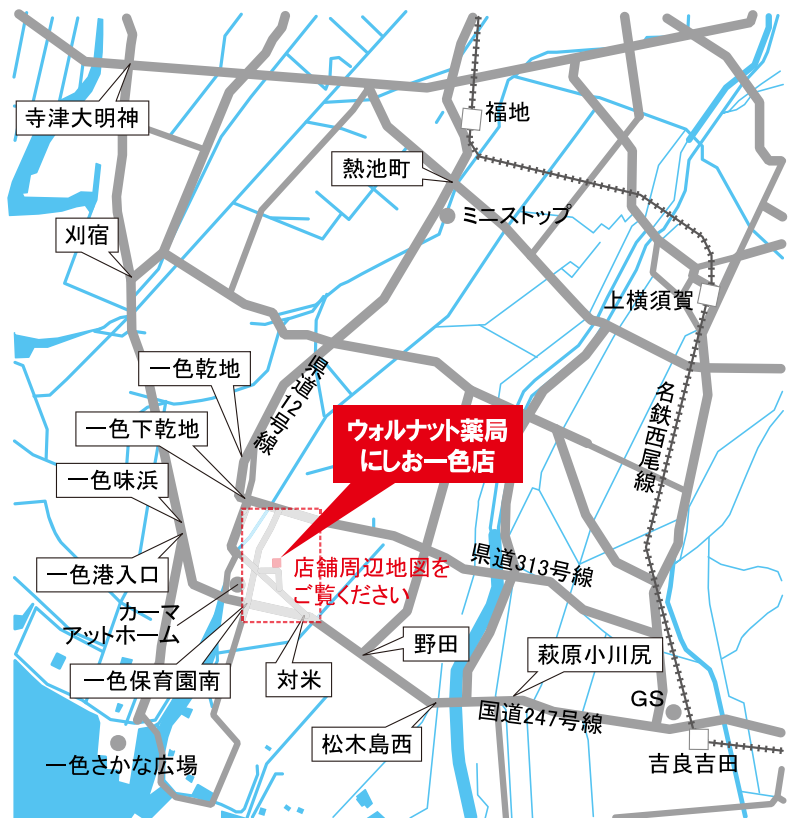 寺津大明神
福地
熱池町
ミニストップ
刈宿
上横須賀
一色乾地
県道12号線
名鉄西尾線
一色下乾地
ウォルナット薬局
にしお一色店
一色味浜
一色港入口
店舗周辺地図を
ご覧ください
県道313号線
カーマ
アットホーム
野田
萩原小川尻
一色保育園南
対米
GS
国道247号線
松木島西
一色さかな広場
吉良吉田